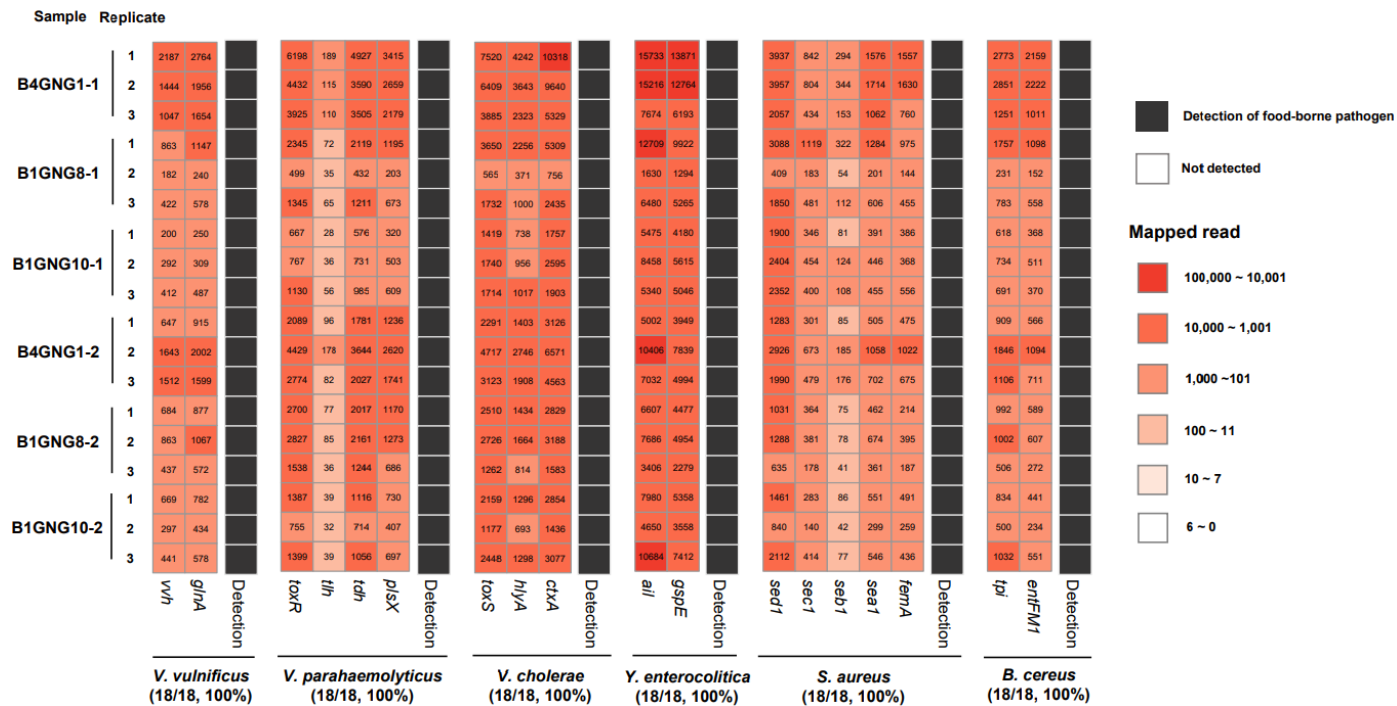 Sample Replicate
B4GNG1-1
1 2187 2764 6198 189 4927 3415 7520 4242 10318 15733 13871 3937 842 294 1576 1557 2773 2159
2 1444 1956 4432 115 3590 2659 6409 3643 9640 15216 12764 3957 804 344 1714 1630 2851 2222
3 1047 1654 3925 110 3505 2179 3885 2323 5329 7674 6193 2057 434 153 1062 760 1251 1011
B1GNG8-1
1 863 1147 2345 72 2119 1195 3650 2256 5309 12709 9922 3088 1119 322 1284 975 1757 1098
2 182 240 499 35 432 203 565 371 756 1630 1294 409 183 54 201 144 231 152
3 422 578 1345 65 1211 673 1732 1000 2435 6480 5265 1850 481 112 606 455 783 558
B1GNG10-1
1 200 250 667 28 576 320 1419 738 1757 5475 4180 1900 346 81 391 386 618 368
2 292 309 767 36 731 503 1740 956 2595 8458 5615 2404 454 124 446 368 734 511
3 412 487 1130 56 985 609 1714 1017 1903 5340 5046 2352 400 108 455 556 691 370
B4GNG1-2
1 647 915 2089 96 1781 1236 2291 1403 3126 5002 3949 1283 301 85 505 475 909 566
2 1643 2002 4429 178 3644 2620 4717 2746 6571 10406 7839 2926 673 185 1058 1022 1846 1094
3 1512 1599 2774 82 2027 1741 3123 1908 4563 7032 4994 1990 479 176 702 675 1106 711
B1GNG8-2
1 684 877 2700 77 2017 1170 2510 1434 2829 6607 4477 1031 364 75 462 214 992 589
2 863 1067 2827 85 2161 1273 2726 1664 3188 7686 4954 1288 381 78 674 395 1002 607
3 437 572 1538 36 1244 686 1262 814 1583 3406 2279 635 178 41 361 187 506 272
B1GNG10-2
1 669 782 1387 39 1116 730 2159 1296 2854 7980 5358 1461 283 86 551 491 834 441
2 297 434 755 32 714 407 1177 693 1436 4650 3558 840 140 42 299 259 500 234
3 441 578 1399 39 1056 697 2448 1298 3077 10684 7412 2112 414 77 546 436 1032 551
vvh glnA Detection toxR tlh tdh plsX Detection toxS hlyA ctxA Detection ail gspE Detection sed1 sec1 seb1 sea1 femA Detection tpi entFM1 Detection
V. vulnificus V. parahaemolyticus V. cholerae Y. enterocolitica S. aureus B. cereus
(18/18, 100%) (18/18, 100%) (18/18, 100%) (18/18, 100%) (18/18, 100%) (18/18, 100%)
Detection of food-borne pathogen
Not detected
Mapped read
100,000 ~ 10,001
10,000 ~ 1,001
1,000 ~101
100 ~ 11
10 ~ 7
6 ~ 0